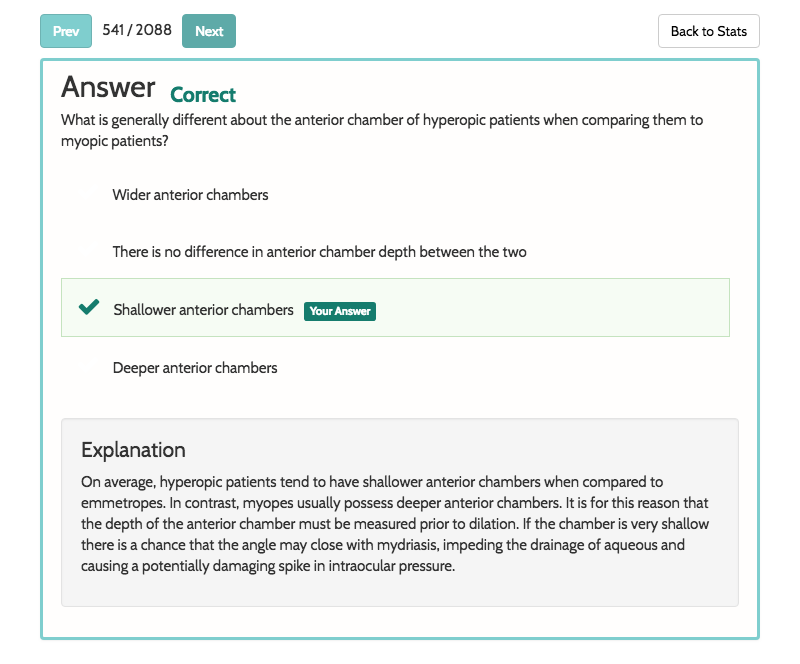 Prev 541 / 2088 Next Back to Stats
Answer Correct
What is generally different about the anterior chamber of hyperopic patients when comparing them to
myopic patients?
Wider anterior chambers
There is no difference in anterior chamber depth between the two
Shallower anterior chambers Your Answer
Deeper anterior chambers
Explanation
On average, hyperopic patients tend to have shallower anterior chambers when compared to
emmetropes. In contrast, myopes usually possess deeper anterior chambers. It is for this reason that
the depth of the anterior chamber must be measured prior to dilation. If the chamber is very shallow
there is a chance that the angle may close with mydriasis, impeding the drainage of aqueous and
causing a potentially damaging spike in intraocular pressure.